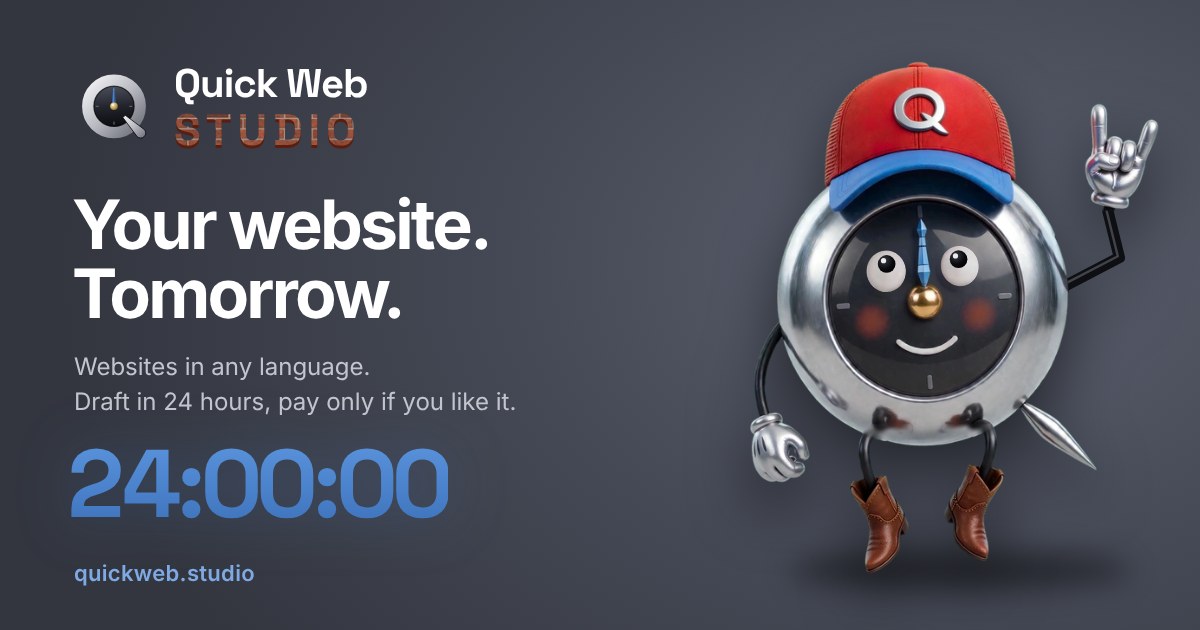 Quick Web
STUDIO
Your website.
Tomorrow.
Websites in any language.
Draft in 24 hours, pay only if you like it.
24:00:00
quickweb.studio
Q